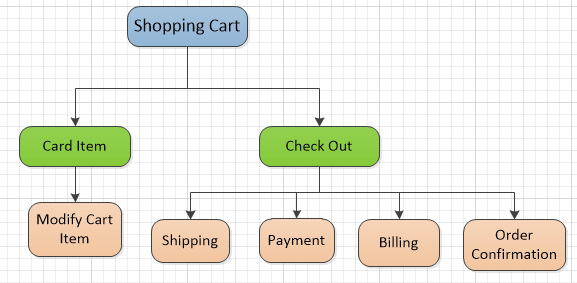 Shopping Cart
Card Item
Check Out
Modify Cart
Item
Shipping
Payment
Billing
Order
Confirmation